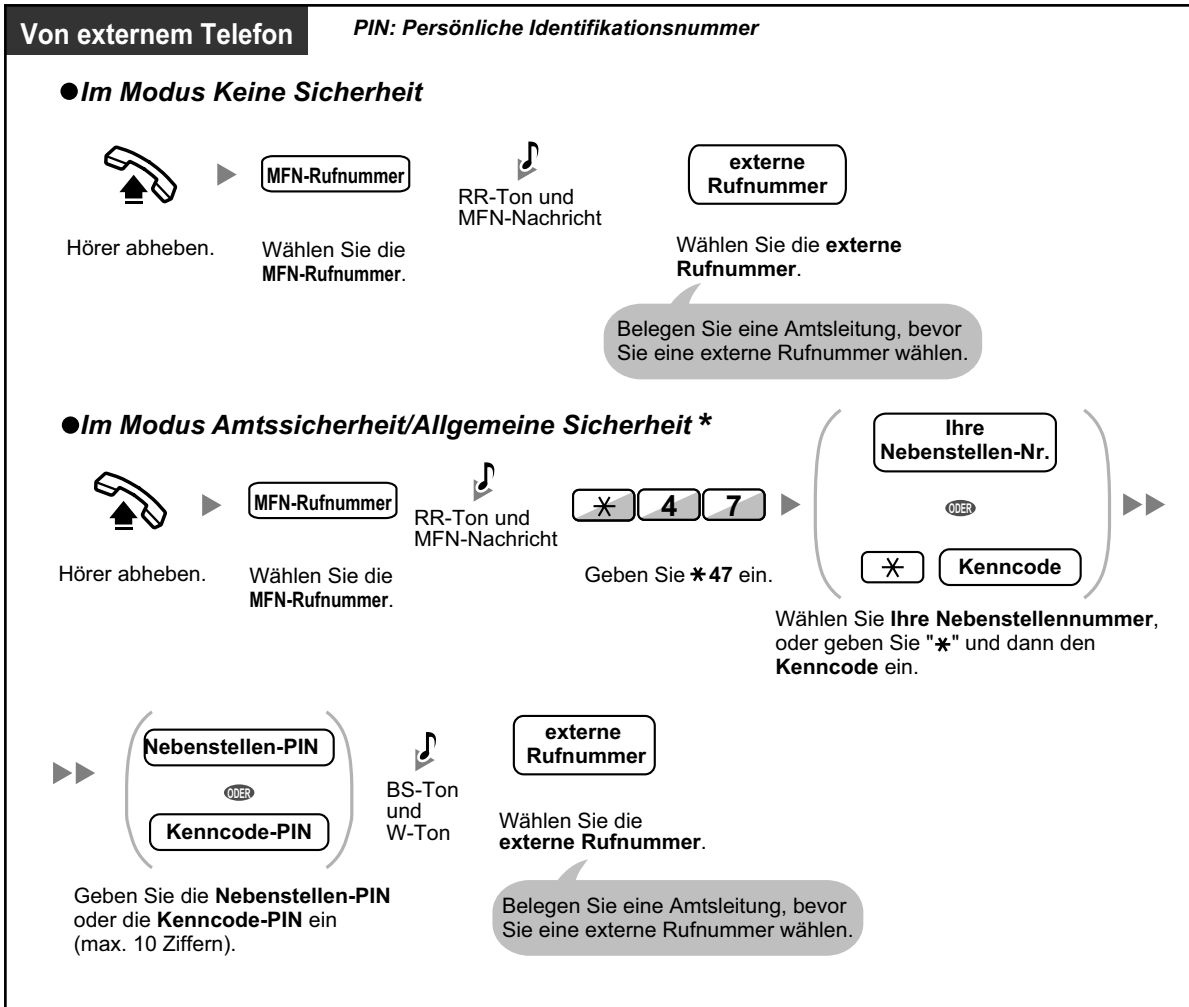 Von externem Telefon
PIN: Persönliche Identifikationsnummer
●Im Modus Keine Sicherheit
MFN-Rufnummer
externe
Rufnummer
RR-Ton und
MFN-Nachricht
Hörer abheben.
Wählen Sie die
MFN-Rufnummer.
Wählen Sie die externe
Rufnummer.
Belegen Sie eine Amtsleitung, bevor
Sie eine externe Rufnummer wählen.
●Im Modus Amtssicherheit/Allgemeine Sicherheit *
MFN-Rufnummer
RR-Ton und
MFN-Nachricht
* 4 7
Ihre
Nebenstellen-Nr.
ODER
* Kenncode
Hörer abheben.
Wählen Sie die
MFN-Rufnummer.
Geben Sie *47 ein.
Wählen Sie Ihre Nebenstellennummer,
oder geben Sie "*" und dann den
Kenncode ein.
Nebenstellen-PIN
ODER
Kenncode-PIN
BS-Ton
und
W-Ton
externe
Rufnummer
Geben Sie die Nebenstellen-PIN
oder die Kenncode-PIN ein
(max. 10 Ziffern).
Wählen Sie die
externe Rufnummer.
Belegen Sie eine Amtsleitung, bevor
Sie eine externe Rufnummer wählen.